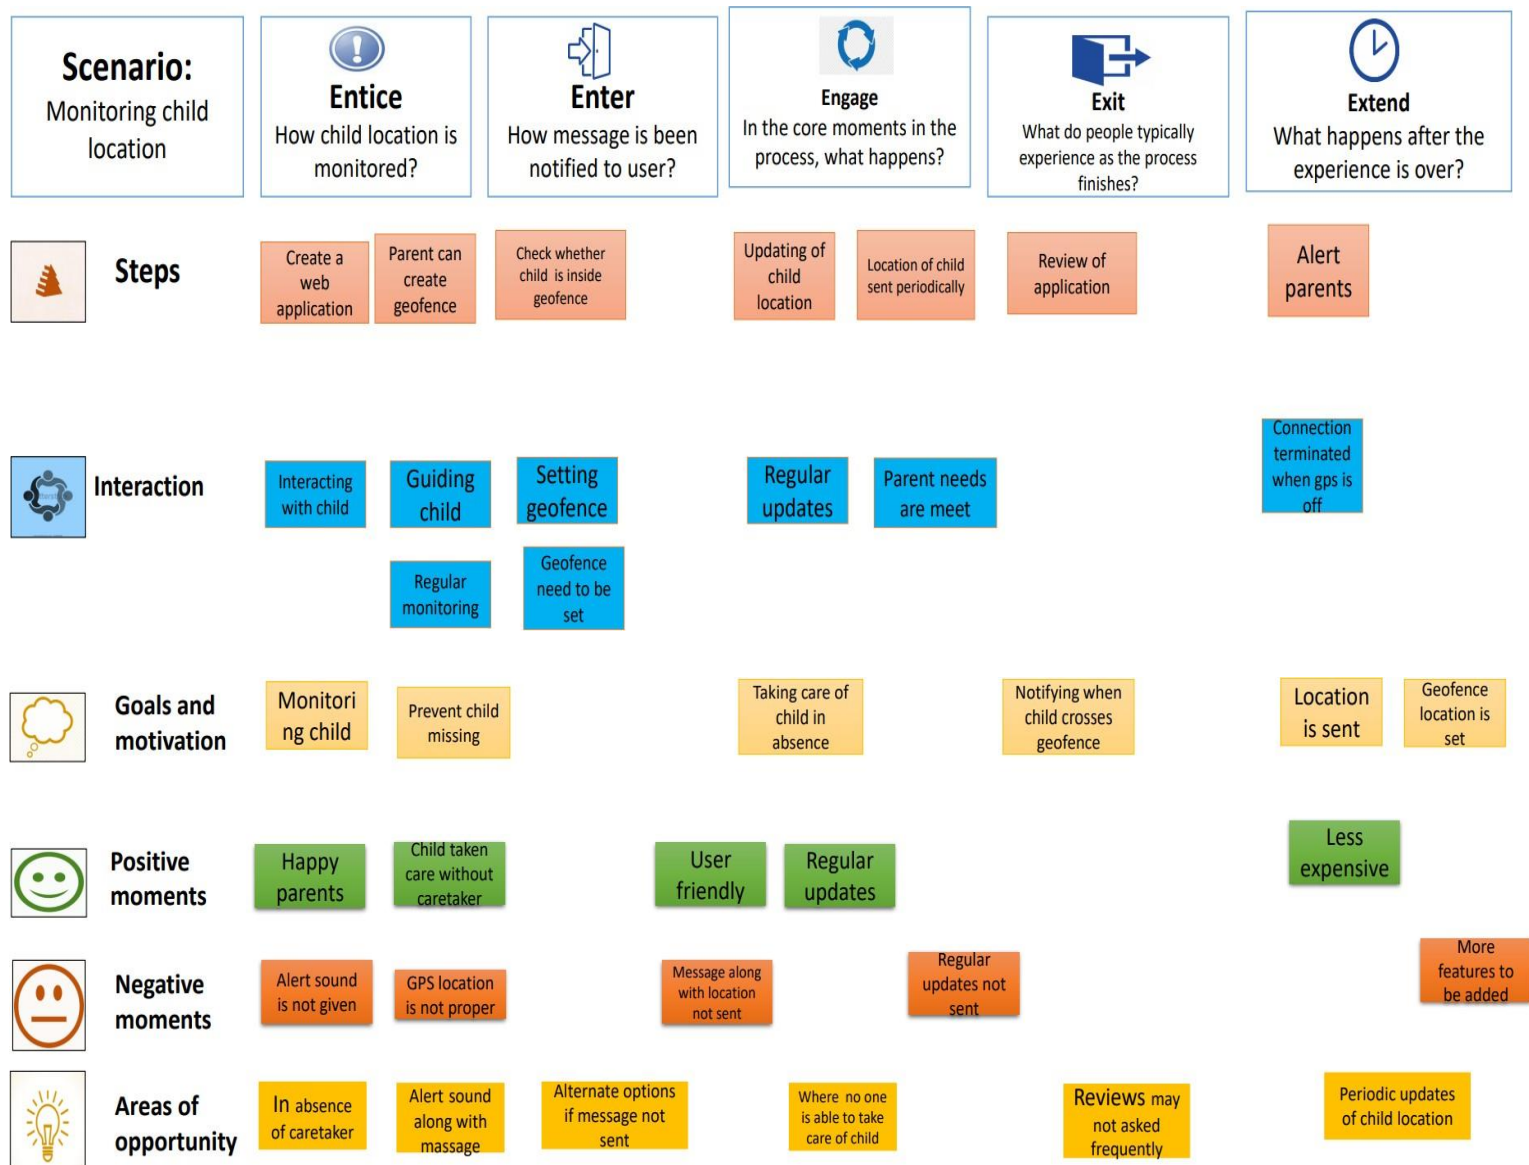 Scenario:
Monitoring child
location
Entice
How child location is
monitored?
Enter
How message is been
notified to user?
Engage
In the core moments in the
process, what happens?
Exit
What do people typically
experience as the process
finishes?
Extend
What happens after the
experience is over?
Steps
Create a
web
application
Parent can
create
geofence
Check whether
child is inside
geofence
Updating of
child
location
Location of child
sent periodically
Review of
application
Alert
parents
Interaction
Interacting
with child
Guiding
child
Setting
geofence
Regular
updates
Parent needs
are meet
Connection
terminated
when gps is
off
Regular
monitoring
Geofence
need to be
set
Goals and
motivation
Monitori
ng child
Prevent child
missing
Taking care of
child in
absence
Notifying when
child crosses
geofence
Location
is sent
Geofence
location is
set
Positive
moments
Happy
parents
Child taken
care without
caretaker
User
friendly
Regular
updates
Less
expensive
Negative
moments
Alert sound
is not given
GPS location
is not proper
Message along
with location
not sent
Regular
updates not
sent
More
features to
be added
Areas of
opportunity
In absence
of caretaker
Alert sound
along with
massage
Alternate options
if message not
sent
Where no one
is able to take
care of child
Reviews may
not asked
frequently
Periodic updates
of child location